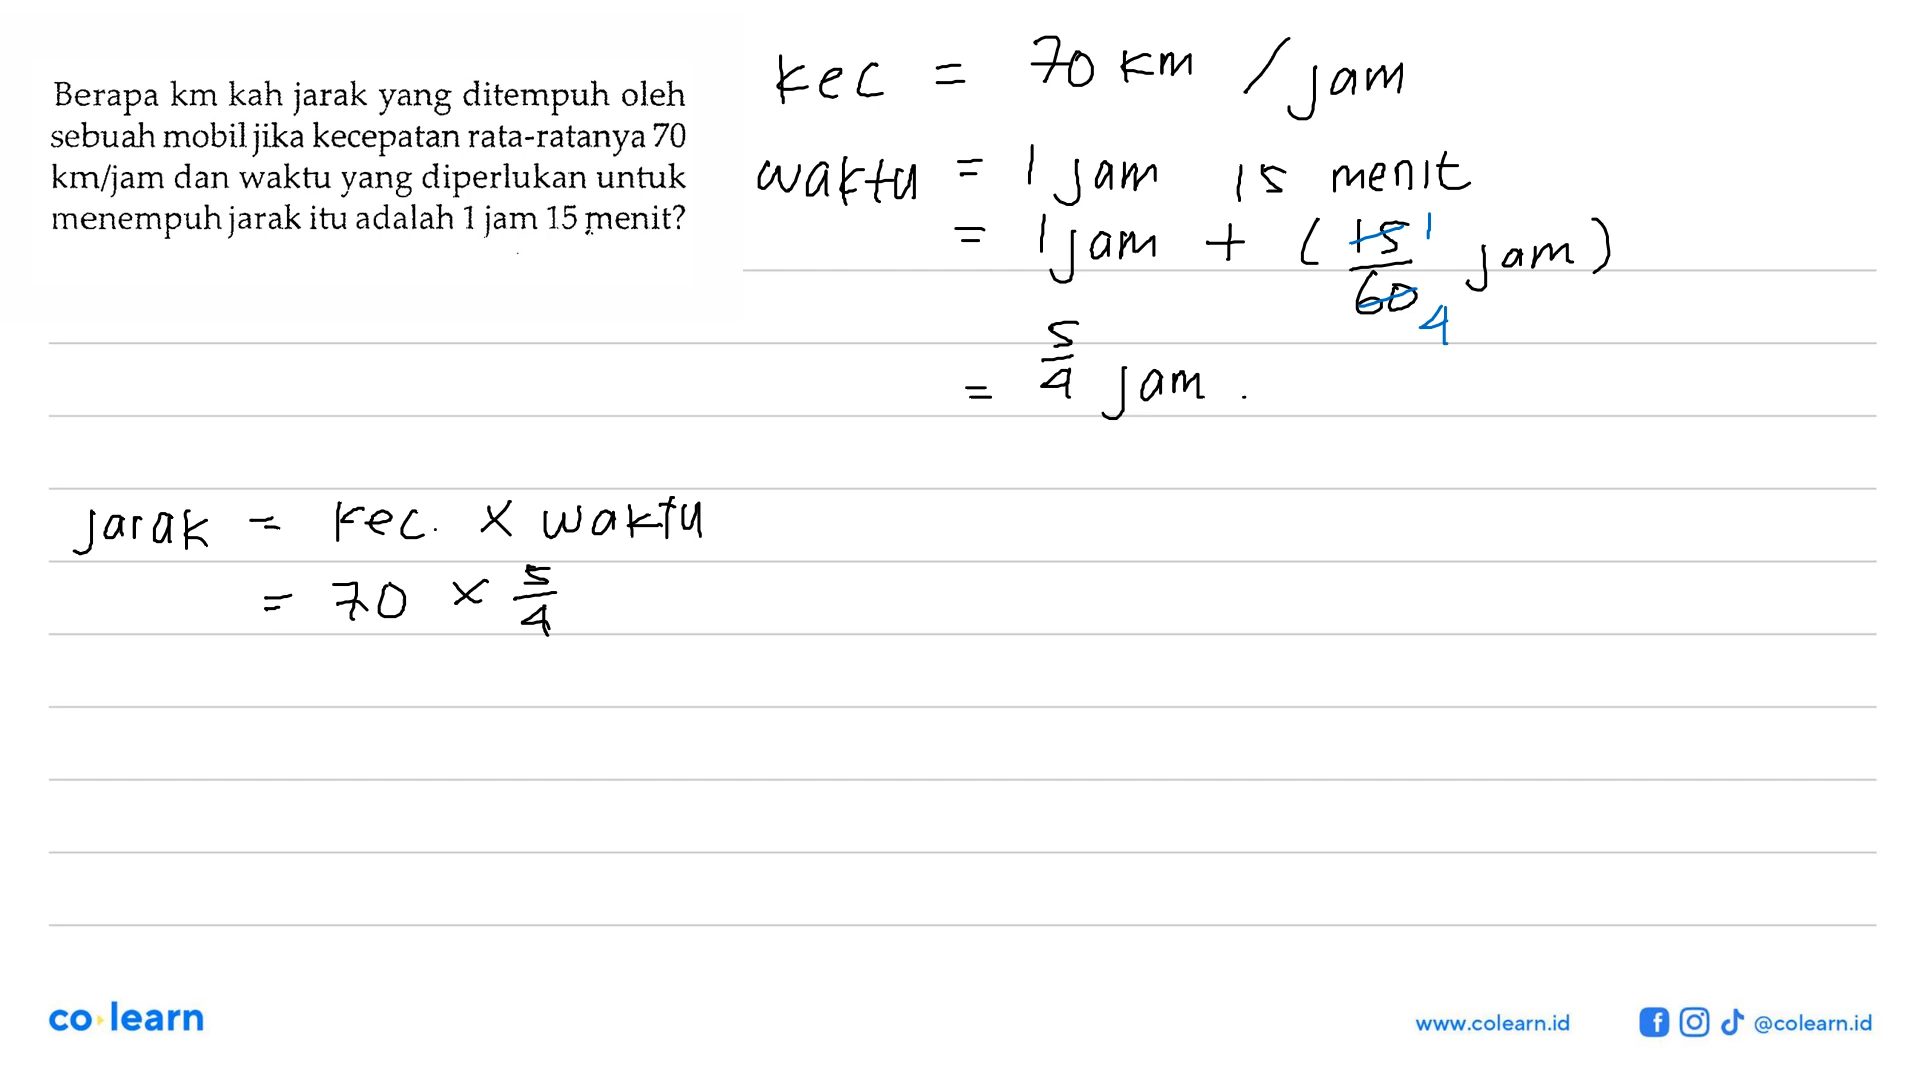 Berapa km kah jarak yang ditempuh oleh
sebuah mobil jika kecepatan rata-ratanya 70
km/jam dan waktu yang diperlukan untuk
menempuh jarak itu adalah 1 jam 15 menit?
kec = 70 km / jam
waktu = 1 jam 15 menit
= 1 jam + ( 15/60 jam ) 1 4
= 5/4 jam .
Jarak = kec. x waktu
= 70 x 5/4
co learn
www.colearn.id
@colearn.id